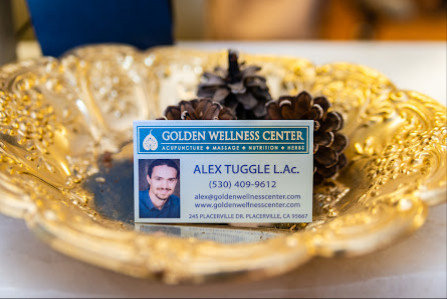 GOLDEN WELLNESS CENTER
ACUPUNCTURE ◆ MASSAGE ◆ NUTRITION ◆ HERBS
ALEX TUGGLE L.Ac.
(530) 409-9612
alex@goldenwellnesscenter.com
www.goldenwellnesscenter.com
245 PLACERVILLE DR, PLACERVILLE, CA 95667